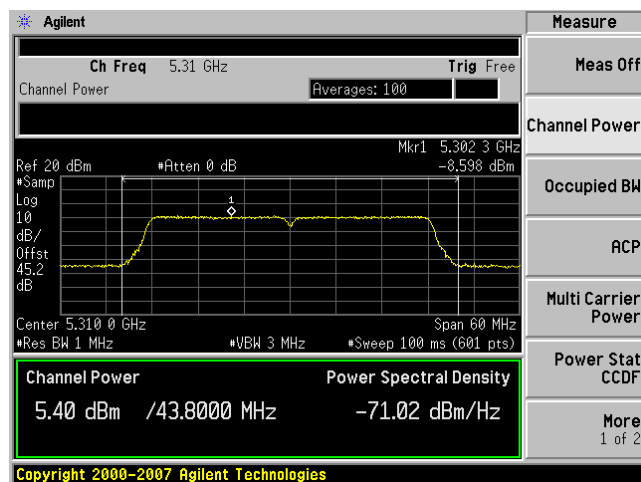 Agilent
Measure
Ch Freq 5.31 GHz Trig Free
Channel Power Averages: 100
Mkr1 5.302 3 GHz
Ref 20 dBm #Atten 0 dB -8.598 dBm
#Samp
Log
10
dB/
Offst
45.2
dB
1
Center 5.310 0 GHz Span 60 MHz
#Res BW 1 MHz #VBW 3 MHz #Sweep 100 ms (601 pts)
Channel Power Power Spectral Density
5.40 dBm /43.8000 MHz -71.02 dBm/Hz
Copyright 2000-2007 Agilent Technologies
Meas Off
Channel Power
Occupied BW
ACP
Multi Carrier
Power
Power Stat
CCDF
More
1 of 2